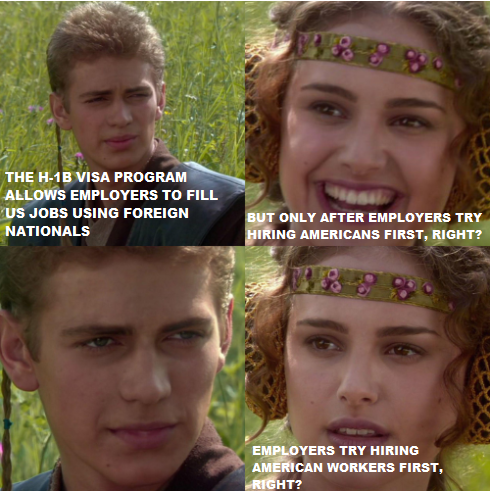 THE H-1B VISA PROGRAM
ALLOWS EMPLOYERS TO FILL
US JOBS USING FOREIGN
NATIONALS
BUT ONLY AFTER EMPLOYERS TRY
HIRING AMERICANS FIRST, RIGHT?
EMPLOYERS TRY HIRING
AMERICAN WORKERS FIRST,
RIGHT?